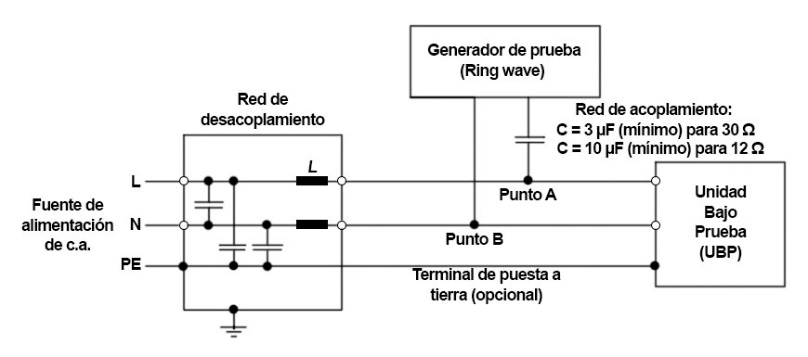 Generador de prueba
(Ring wave)
Red de
desacoplamiento
Red de acoplamiento:
C = 3 µF (mínimo) para 30 Ω
C = 10 µF (mínimo) para 12 Ω
L
L
Punto A
Fuente de
alimentación
de c.a.
N
Punto B
Unidad
Bajo
Prueba
(UBP)
PE
Terminal de puesta a
tierra (opcional)